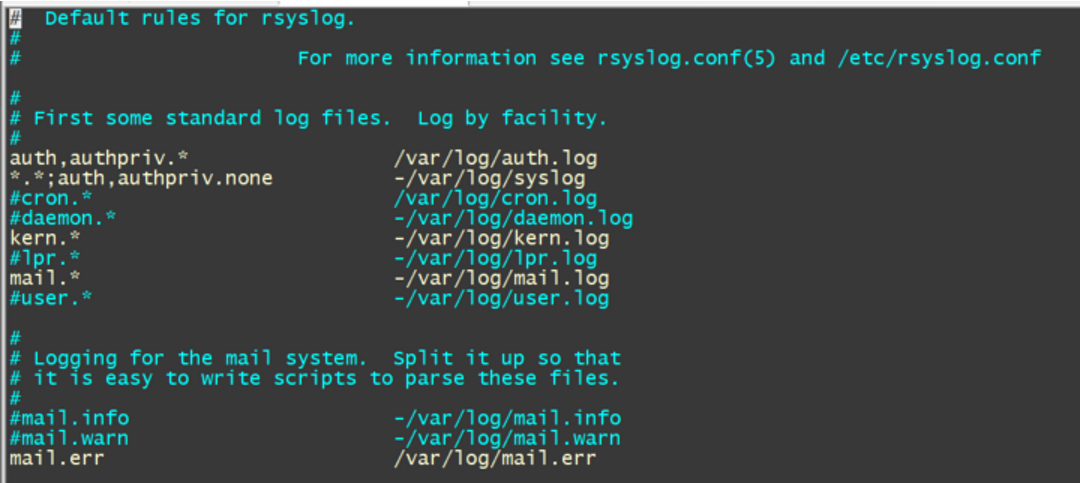 #  Default rules for rsyslog.
#
#                       For more information see rsyslog.conf(5) and /etc/rsyslog.conf

#
# First some standard log files.  Log by facility.
#
auth,authpriv.*                 /var/log/auth.log
*.*;auth,authpriv.none          -/var/log/syslog
#cron.*                         /var/log/cron.log
#daemon.*                       -/var/log/daemon.log
kern.*                          -/var/log/kern.log
#lpr.*                          -/var/log/lpr.log
mail.*                          -/var/log/mail.log
#user.*                         -/var/log/user.log

#
# Logging for the mail system.  Split it up so that
# it is easy to write scripts to parse these files.
#
#mail.info                      -/var/log/mail.info
#mail.warn                      -/var/log/mail.warn
mail.err                        /var/log/mail.err